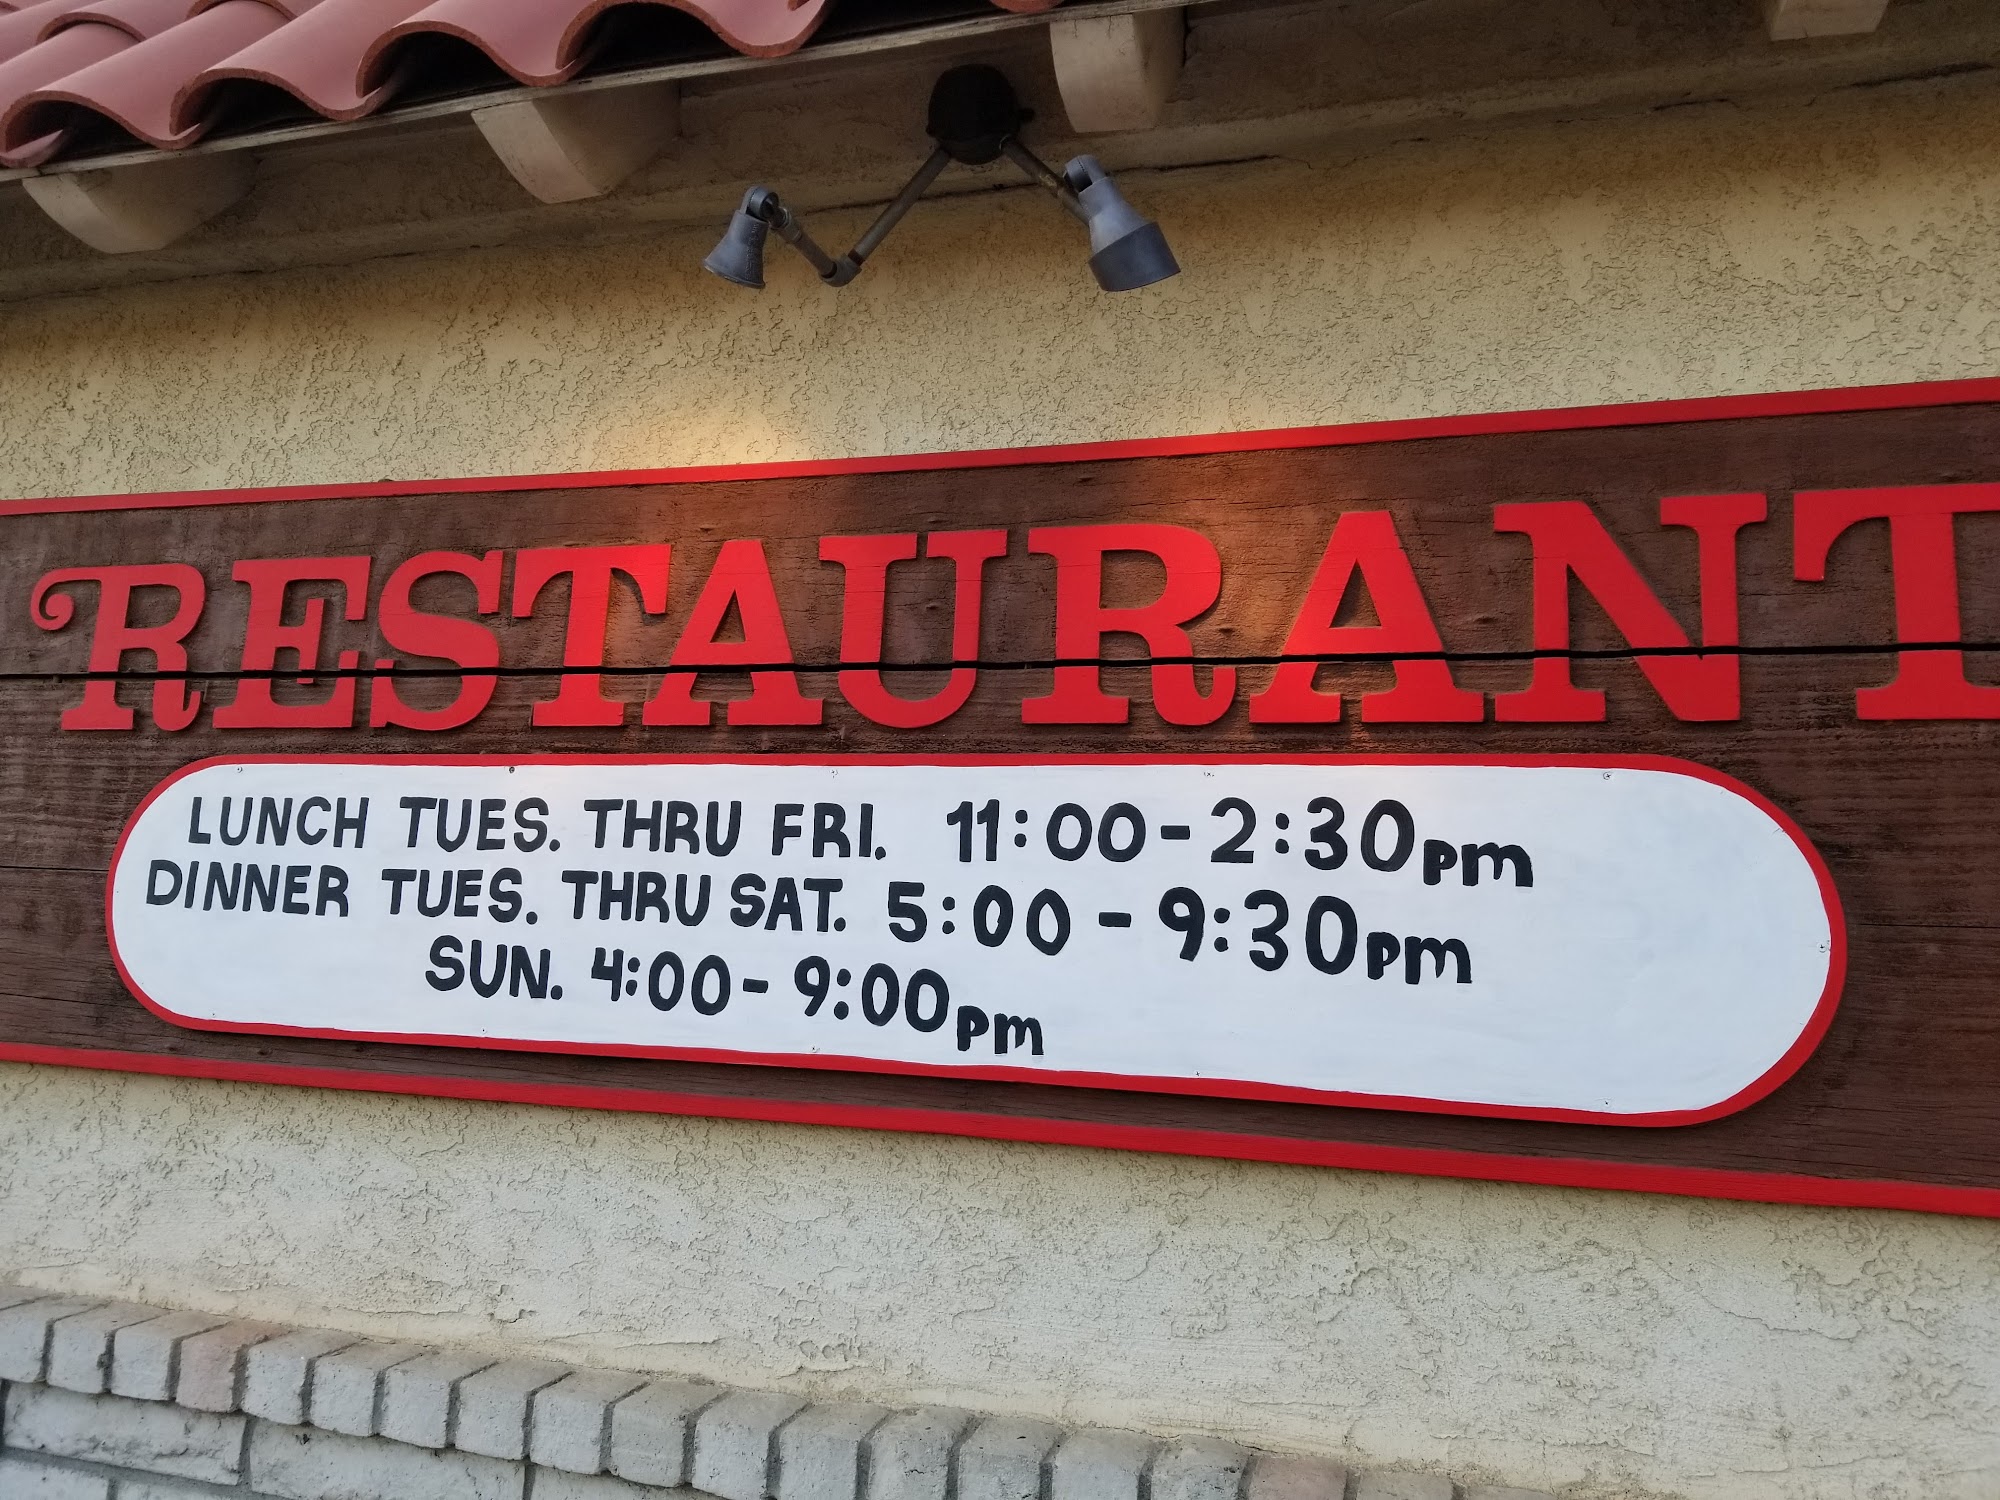 RESTAURANT
LUNCH TUES. THRU FRI. 11:00-2:30pm
DINNER TUES. THRU SAT. 5:00-9:30pm
SUN. 4:00-9:00pm